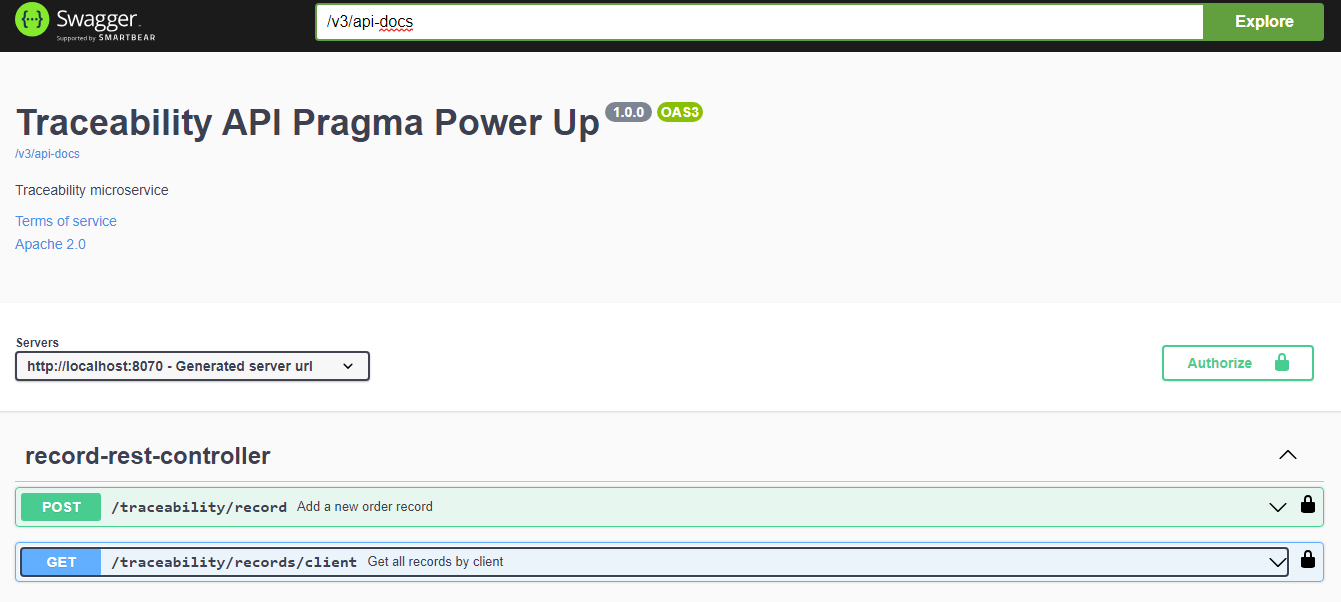 Swagger.
Supported by SMARTBEAR
/v3/api-docs
Explore
Traceability API Pragma Power Up 1.0.0 OAS3
/v3/api-docs
Traceability microservice
Terms of service
Apache 2.0
Servers
http://localhost:8070 - Generated server url
Authorize
record-rest-controller
POST /traceability/record Add a new order record
GET /traceability/records/client Get all records by client